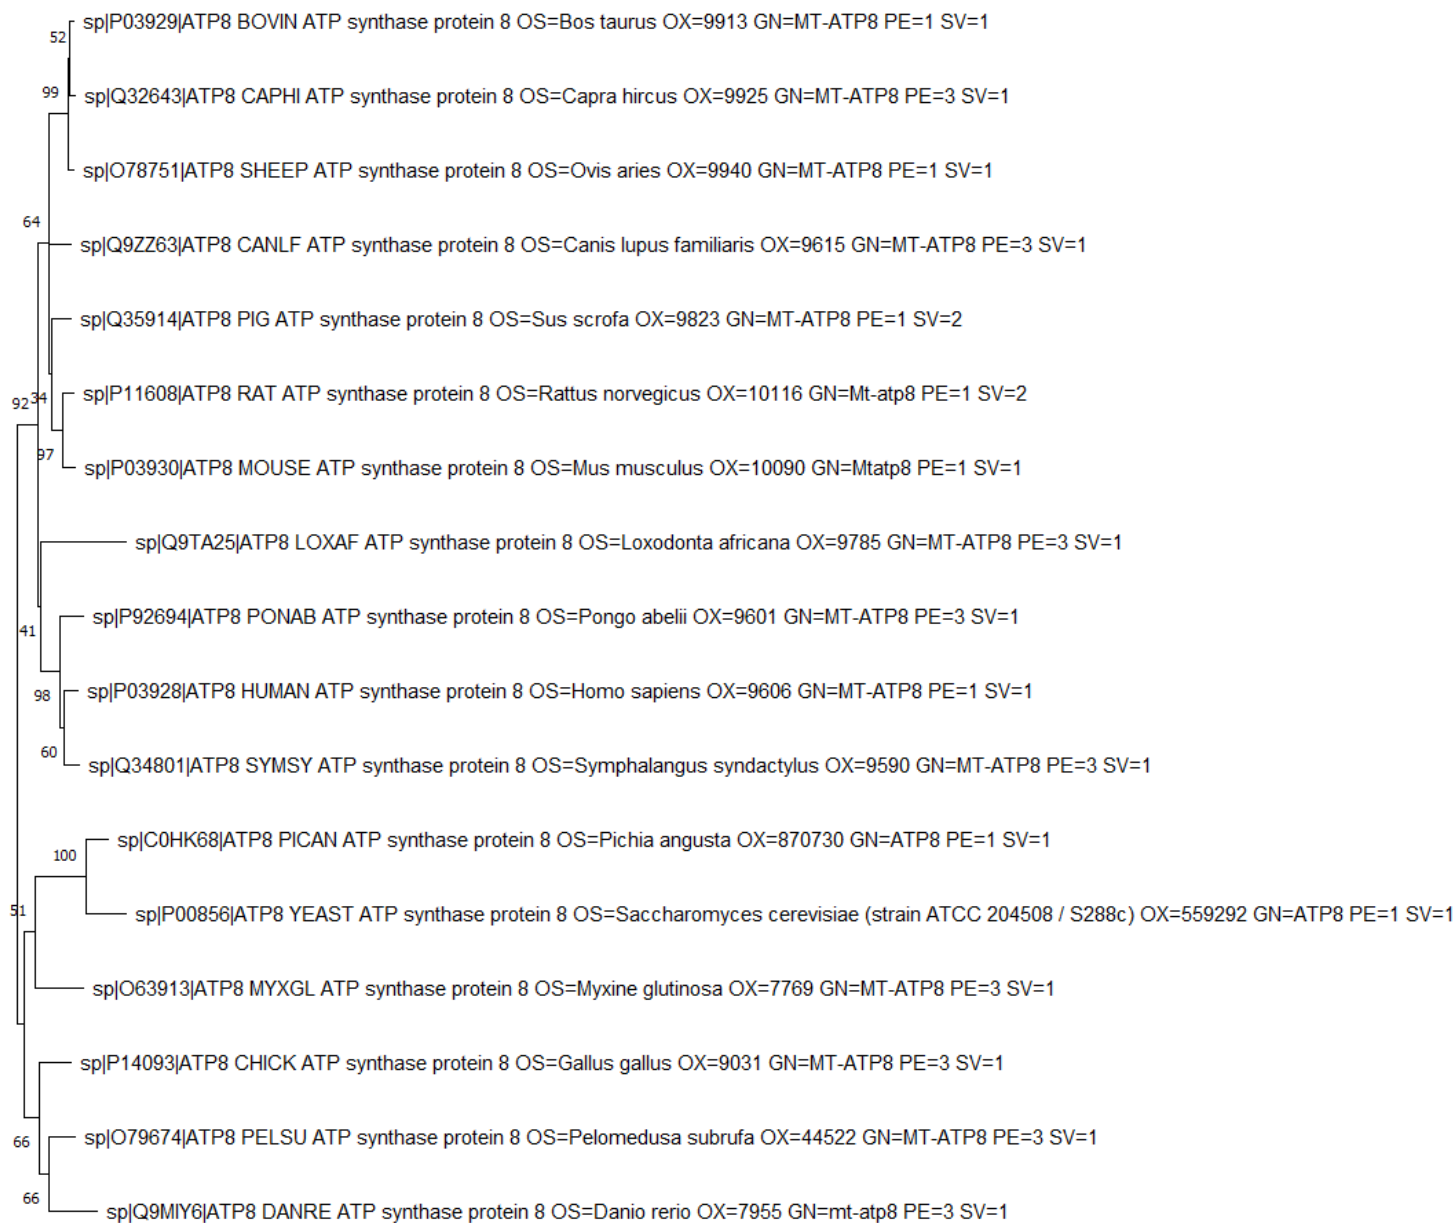 sp|P03929|ATP8 BOVIN ATP synthase protein 8 OS=Bos taurus OX=9913 GN=MT-ATP8 PE=1 SV=1
52
99
sp|Q32643|ATP8 CAPHI ATP synthase protein 8 OS=Capra hircus OX=9925 GN=MT-ATP8 PE=3 SV=1
sp|O78751|ATP8 SHEEP ATP synthase protein 8 OS=Ovis aries OX=9940 GN=MT-ATP8 PE=1 SV=1
64
sp|Q9ZZ63|ATP8 CANLF ATP synthase protein 8 OS=Canis lupus familiaris OX=9615 GN=MT-ATP8 PE=3 SV=1
sp|Q35914|ATP8 PIG ATP synthase protein 8 OS=Sus scrofa OX=9823 GN=MT-ATP8 PE=1 SV=2
sp|P11608|ATP8 RAT ATP synthase protein 8 OS=Rattus norvegicus OX=10116 GN=Mt-atp8 PE=1 SV=2
92
34
97
sp|P03930|ATP8 MOUSE ATP synthase protein 8 OS=Mus musculus OX=10090 GN=Mtatp8 PE=1 SV=1
sp|Q9TA25|ATP8 LOXAF ATP synthase protein 8 OS=Loxodonta africana OX=9785 GN=MT-ATP8 PE=3 SV=1
sp|P92694|ATP8 PONAB ATP synthase protein 8 OS=Pongo abelii OX=9601 GN=MT-ATP8 PE=3 SV=1
41
sp|P03928|ATP8 HUMAN ATP synthase protein 8 OS=Homo sapiens OX=9606 GN=MT-ATP8 PE=1 SV=1
98
60
sp|Q34801|ATP8 SYMSY ATP synthase protein 8 OS=Symphalangus syndactylus OX=9590 GN=MT-ATP8 PE=3 SV=1
sp|C0HK68|ATP8 PICAN ATP synthase protein 8 OS=Pichia angusta OX=870730 GN=ATP8 PE=1 SV=1
100
51
sp|P00856|ATP8 YEAST ATP synthase protein 8 OS=Saccharomyces cerevisiae (strain ATCC 204508 / S288c) OX=559292 GN=ATP8 PE=1 SV=1
sp|O63913|ATP8 MYXGL ATP synthase protein 8 OS=Myxine glutinosa OX=7769 GN=MT-ATP8 PE=3 SV=1
sp|P14093|ATP8 CHICK ATP synthase protein 8 OS=Gallus gallus OX=9031 GN=MT-ATP8 PE=3 SV=1
66
sp|O79674|ATP8 PELSU ATP synthase protein 8 OS=Pelomedusa subrufa OX=44522 GN=MT-ATP8 PE=3 SV=1
66
sp|Q9MIY6|ATP8 DANRE ATP synthase protein 8 OS=Danio rerio OX=7955 GN=mt-atp8 PE=3 SV=1